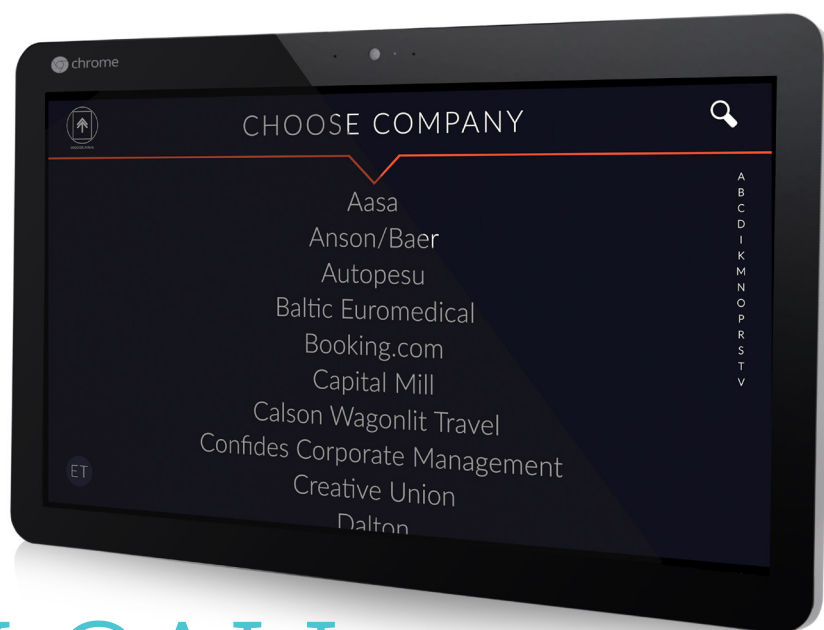 chrome
CHOOSE COMPANY
Aasa
Anson/Baer
Autopesu
Baltic Euromedical
Booking.com
Capital Mill
Calson Wagonlit Travel
Confides Corporate Management
Creative Union
Dalton
A
B
C
D
I
K
M
N
O
P
R
S
T
V
ET